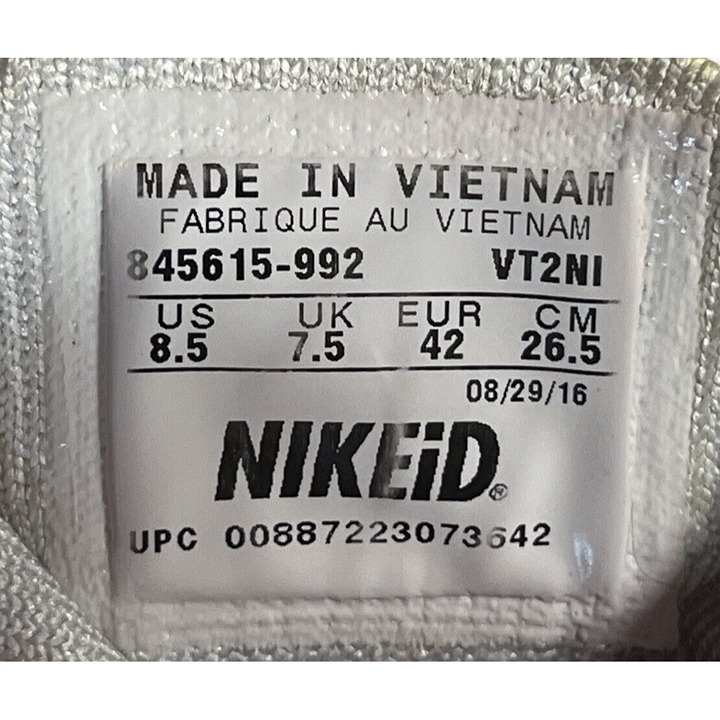 MADE IN VIETNAM
FABRIQUE AU VIETNAM
845615-992 VT2NI
US UK EUR CM
8.5 7.5 42 26.5
08/29/16
NIKEiD®
UPC 00887223073642